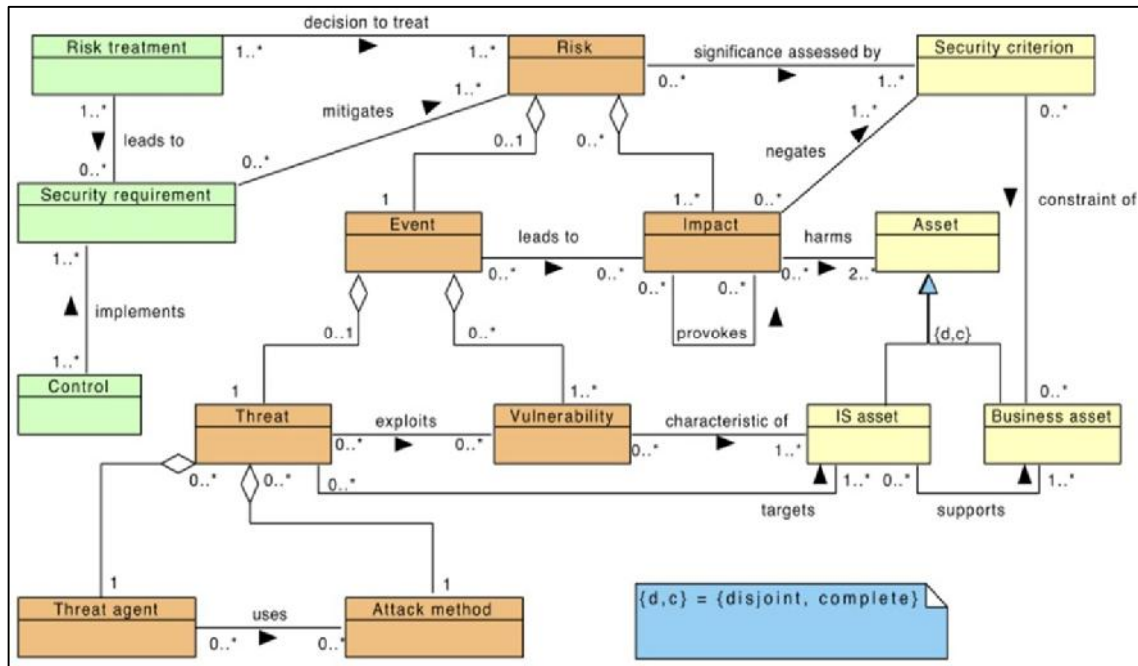 decision to treat
Risk treatment
1..*
1..*
Risk
significance assessed by
0..*
1..*
Security criterion
1..*
mitigates
1..*
1..*
0..*
leads to
0..1
0..*
negates
0..*
0..*
Security requirement
1
1..*
0..*
constraint of
Event
leads to
Impact
harms
Asset
0..*
0..*
0..*
2..*
1..*
0..*
0..*
implements
provokes
{d,c}
0..1
0..*
1..*
Control
1
1..*
0..*
Threat
exploits
Vulnerability
characteristic of
IS asset
Business asset
0..*
0..*
0..*
1..*
0..*
0..*
0..*
1..*
0..*
1..*
targets
supports
1
1
{d,c} = {disjoint, complete}
Threat agent
uses
Attack method
0..*
0..*